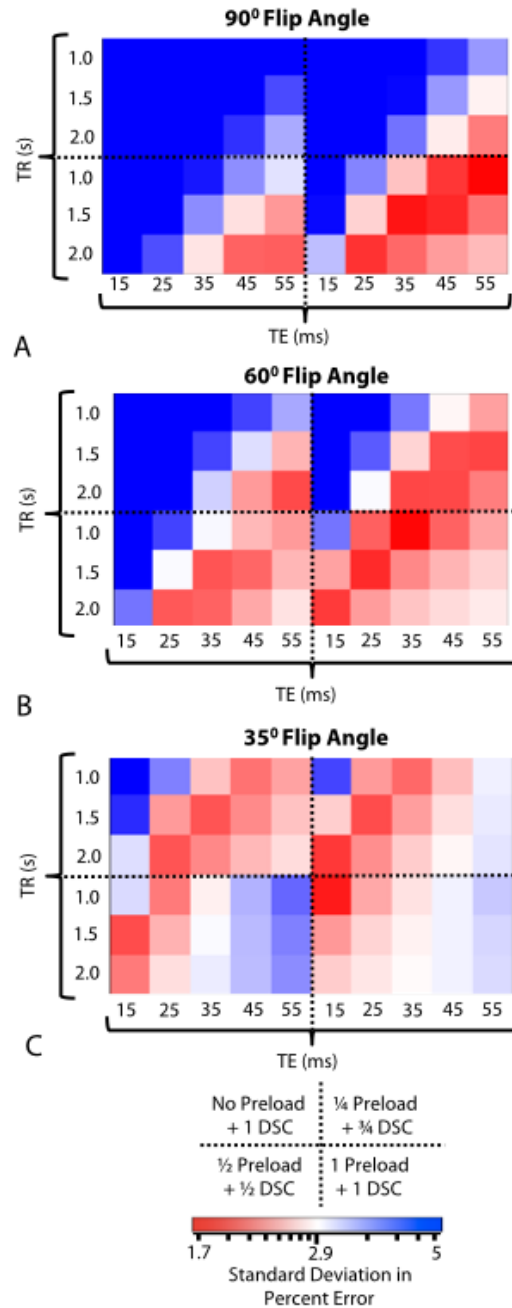 90⁰ Flip Angle
TR (s)
1.0
1.5
2.0
1.0
1.5
2.0
15 25 35 45 55 15 25 35 45 55
TE (ms)
A
60⁰ Flip Angle
TR (s)
1.0
1.5
2.0
1.0
1.5
2.0
15 25 35 45 55 15 25 35 45 55
TE (ms)
B
35⁰ Flip Angle
TR (s)
1.0
1.5
2.0
1.0
1.5
2.0
15 25 35 45 55 15 25 35 45 55
C
TE (ms)
No Preload ¼ Preload
+ 1 DSC + ¾ DSC
½ Preload 1 Preload
+ ½ DSC + 1 DSC
1.7 2.9 5
Standard Deviation in
Percent Error